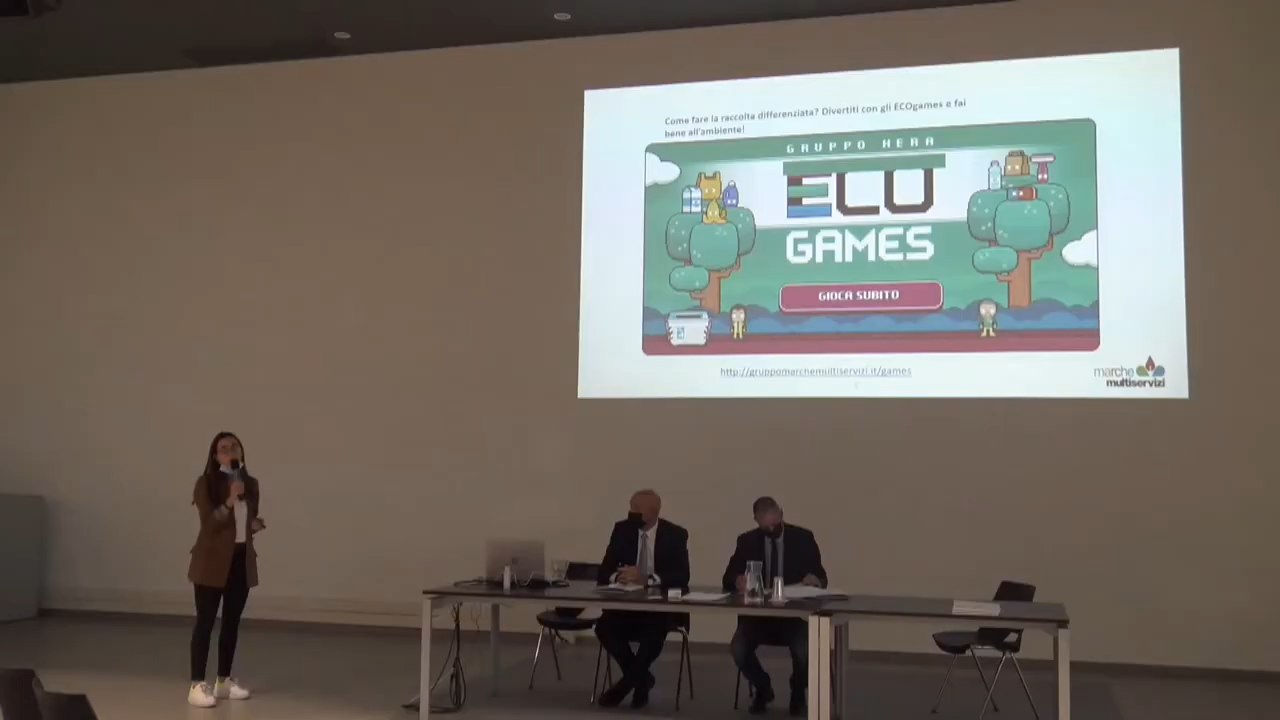 Come fare la raccolta differenziata? Divertiti con gli ECOgames e fai
bene all'ambiente!
GRUPPO HERA
ECO
GAMES
GIOCA SUBITO
http://gruppomarchemultiservizi.it/games
marche
multiservizi